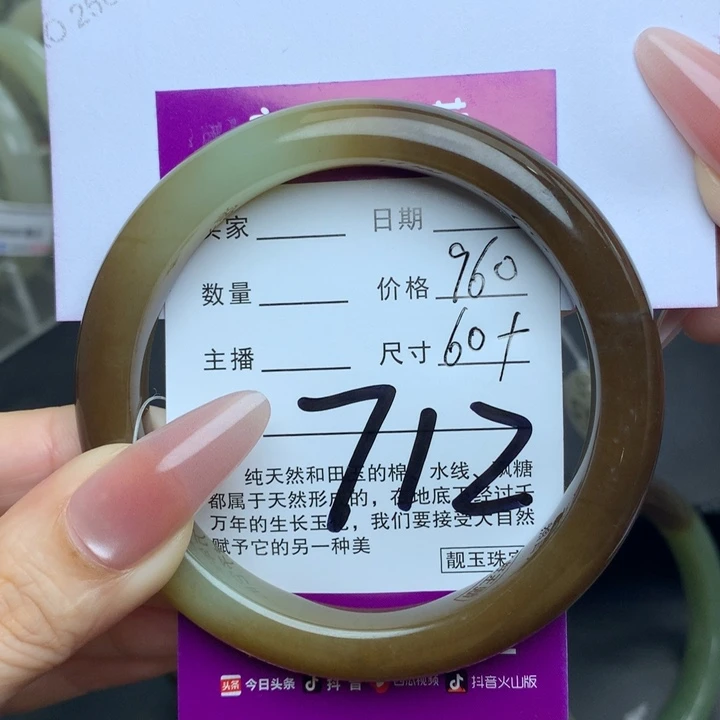 卖家 日期
数量 价格 960
主播 尺寸 60+
712
纯天然和田玉的棉、水线、飘糖
都属于天然形成的，在地底下经过千
万年的生长玉化，我们要接受大自然
赋予它的另一种美
靓玉珠宝
今日头条 抖音 西瓜视频 抖音火山版